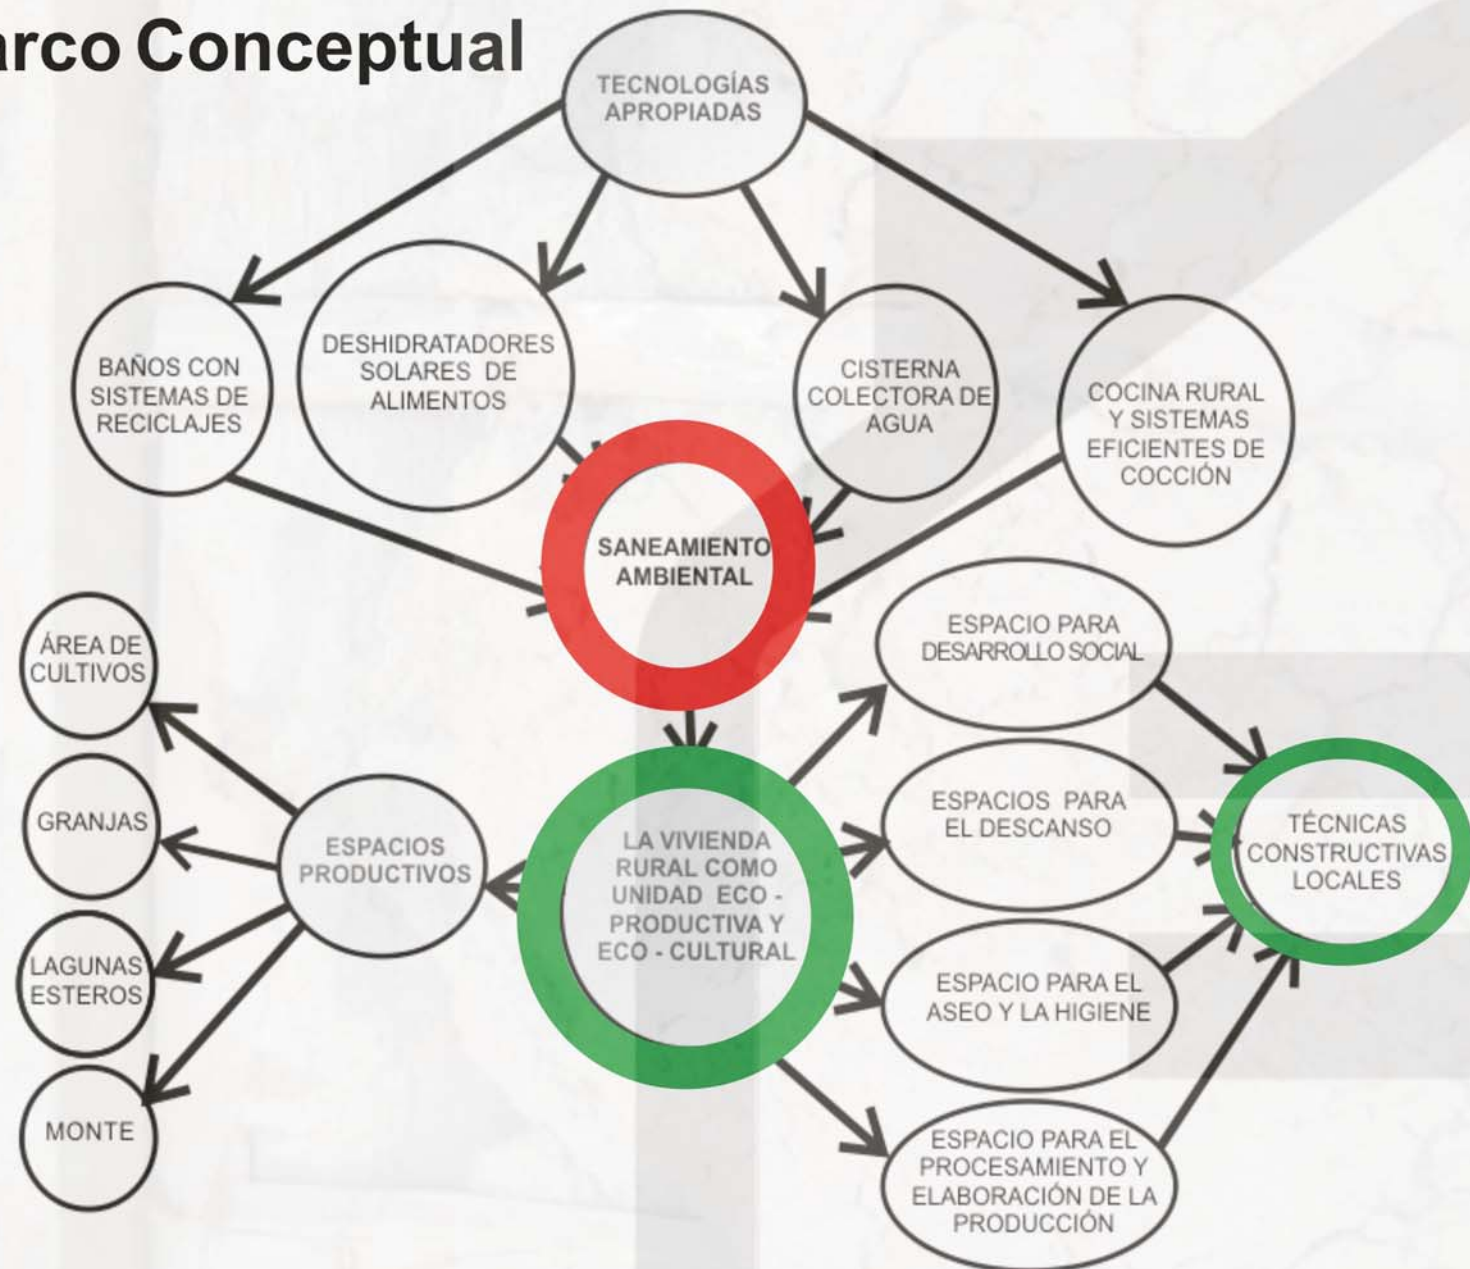 arco Conceptual
TECNOLOGÍAS
APROPIADAS
BAÑOS CON
SISTEMAS DE
RECICLAJES
DESHIDRATADORES
SOLARES DE
ALIMENTOS
CISTERNA
COLECTORA DE
AGUA
COCINA RURAL
Y SISTEMAS
EFICIENTES DE
COCCIÓN
SANEAMIENTO
AMBIENTAL
ÁREA DE
CULTIVOS
GRANJAS
LAGUNAS
ESTEROS
MONTE
ESPACIOS
PRODUCTIVOS
LA VIVIENDA
RURAL COMO
UNIDAD ECO -
PRODUCTIVA Y
ECO - CULTURAL
ESPACIO PARA
DESARROLLO SOCIAL
ESPACIOS PARA
EL DESCANSO
ESPACIO PARA EL
ASEO Y LA HIGIENE
ESPACIO PARA EL
PROCESAMIENTO Y
ELABORACIÓN DE LA
PRODUCCIÓN
TÉCNICAS
CONSTRUCTIVAS
LOCALES